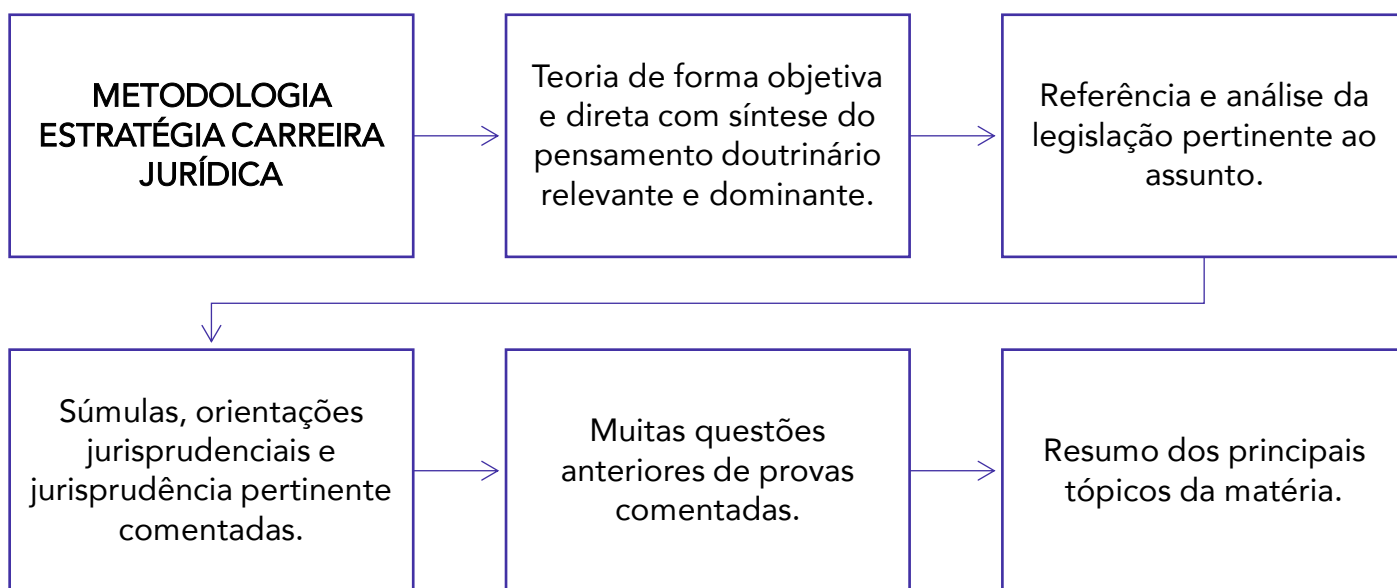 METODOLOGIA
ESTRATÉGIA CARREIRA
JURÍDICA
Teoria de forma objetiva
e direta com síntese do
pensamento doutrinário
relevante e dominante.
Referência e análise da
legislação pertinente ao
assunto.
Súmulas, orientações
jurisprudenciais e
jurisprudência pertinente
comentadas.
Muitas questões
anteriores de provas
comentadas.
Resumo dos principais
tópicos da matéria.